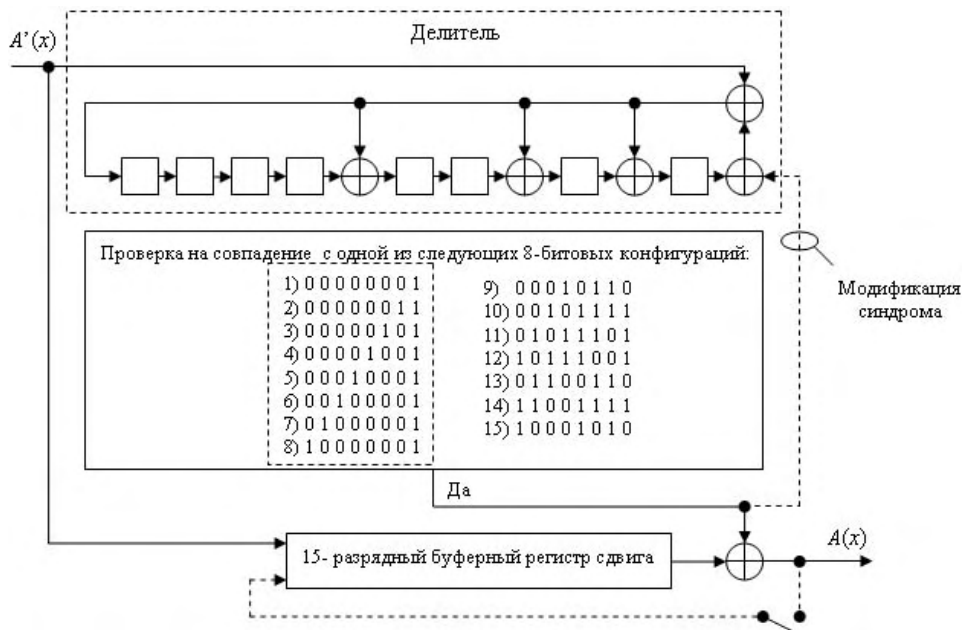 A’(x)
Делитель
Проверка на совпадение с одной из следующих 8-битовых конфигураций:
1) 0 0 0 0 0 0 0 1
2) 0 0 0 0 0 0 1 1
3) 0 0 0 0 0 1 0 1
4) 0 0 0 0 1 0 0 1
5) 0 0 0 1 0 0 0 1
6) 0 0 1 0 0 0 0 1
7) 0 1 0 0 0 0 0 1
8) 1 0 0 0 0 0 0 1
9) 0 0 0 1 0 1 1 0
10) 0 0 1 0 1 1 1 1
11) 0 1 0 1 1 1 0 1
12) 1 0 1 1 1 0 0 1
13) 0 1 1 0 0 1 1 0
14) 1 1 0 0 1 1 1 1
15) 1 0 0 0 1 0 1 0
Модификация
синдрома
Да
15- разрядный буферный регистр сдвига
A(x)